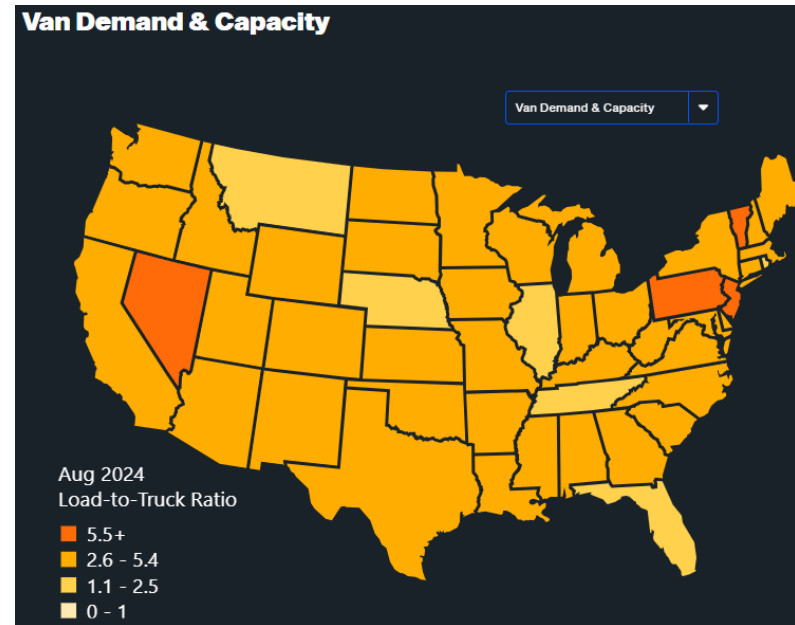 Van Demand & Capacity
Van Demand & Capacity
Aug 2024
Load-to-Truck Ratio
5.5+
2.6 - 5.4
1.1 - 2.5
0 - 1